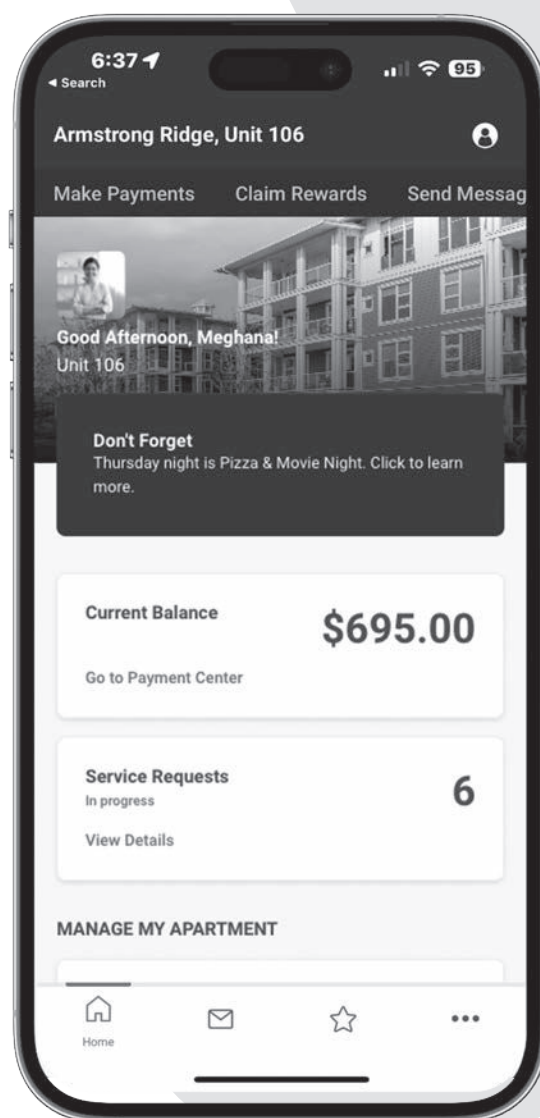 6:37
95
◀ Search
Armstrong Ridge, Unit 106
Make Payments Claim Rewards Send Messag
Good Afternoon, Meghana!
Unit 106
Don't Forget
Thursday night is Pizza & Movie Night. Click to learn
more.
Current Balance
$695.00
Go to Payment Center
Service Requests
6
In progress
View Details
MANAGE MY APARTMENT
Home